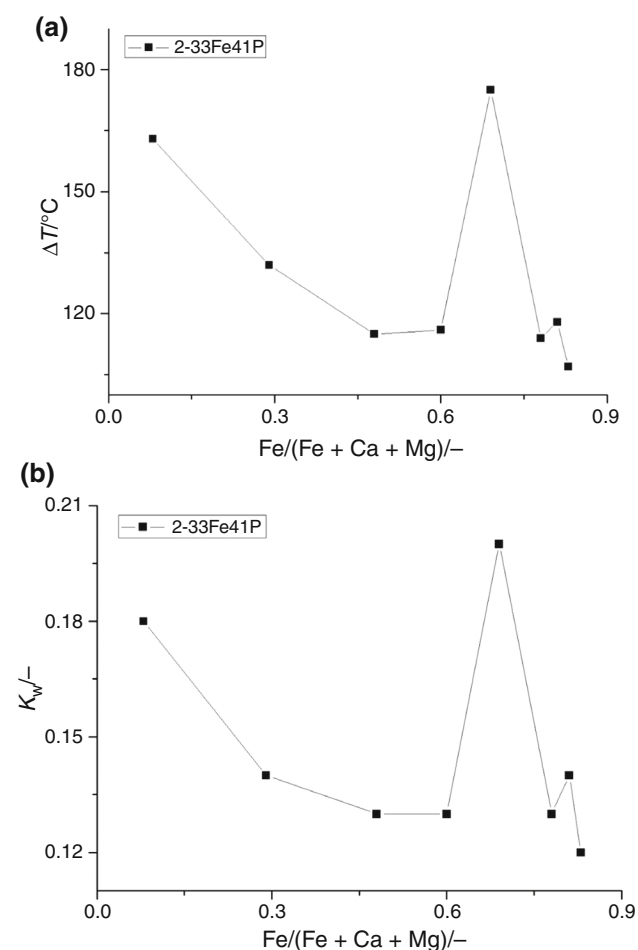 (a)
2-33Fe41P
180
150
120
ΔT/°C
0.0 0.3 0.6 0.9
Fe/(Fe + Ca + Mg)/–
(b)
0.21
2-33Fe41P
0.18
0.15
0.12
Kw/–
0.0 0.3 0.6 0.9
Fe/(Fe + Ca + Mg)/–